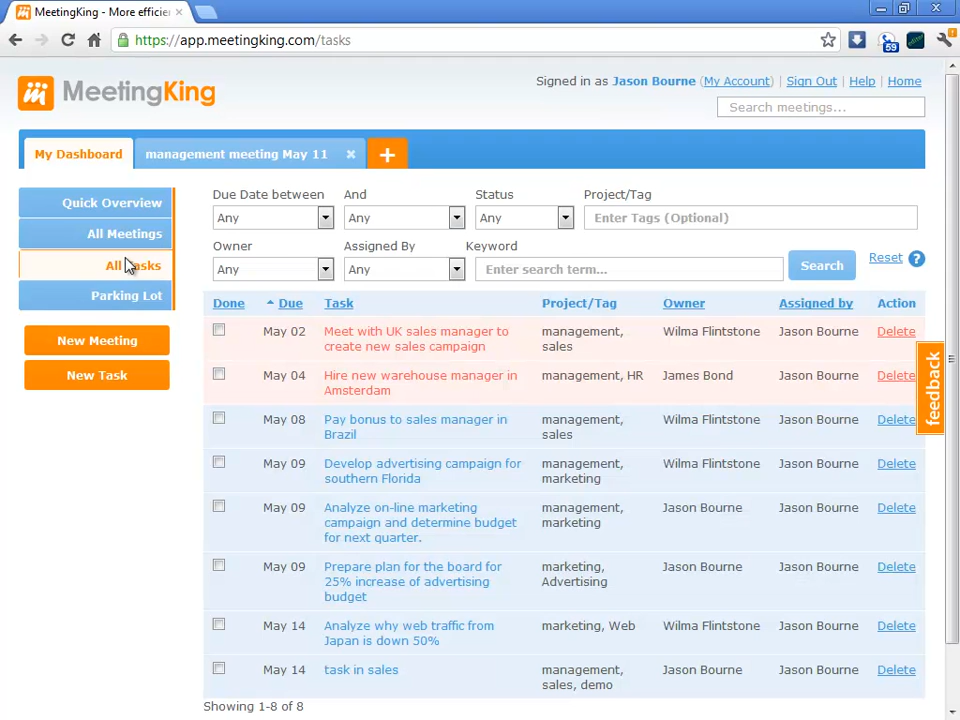 MeetingKing - More efficien
https://app.meetingking.com/tasks
59
MeetingKing
Signed in as Jason Bourne (My Account) | Sign Out | Help | Home
Search meetings...
My Dashboard
management meeting May 11
Quick Overview
All Meetings
All Tasks
Parking Lot
New Meeting
New Task
Due Date between And Status Project/Tag
Any Any Any Enter Tags (Optional)
Owner Assigned By Keyword
Any Any Enter search term... Search Reset ?
Done Due Task Project/Tag Owner Assigned by Action
May 02 Meet with UK sales manager to management, Wilma Flintstone Jason Bourne Delete
create new sales campaign sales
May 04 Hire new warehouse manager in management, HR James Bond Jason Bourne Delete
Amsterdam
May 08 Pay bonus to sales manager in management, Wilma Flintstone Jason Bourne Delete
Brazil sales
May 09 Develop advertising campaign for management, Wilma Flintstone Jason Bourne Delete
southern Florida marketing
May 09 Analyze on-line marketing management, Jason Bourne Jason Bourne Delete
campaign and determine budget marketing
for next quarter.
May 09 Prepare plan for the board for marketing, Jason Bourne Jason Bourne Delete
25% increase of advertising Advertising
budget
May 14 Analyze why web traffic from marketing, Web Wilma Flintstone Jason Bourne Delete
Japan is down 50%
May 14 task in sales management, Jason Bourne Jason Bourne Delete
sales, demo
Showing 1-8 of 8
feedback